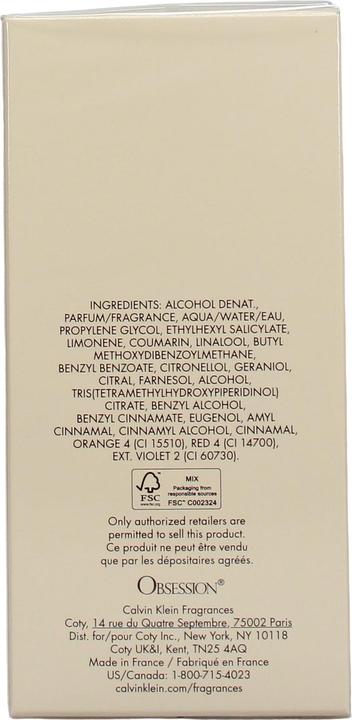 INGREDIENTS: ALCOHOL DENAT.,
PARFUM/FRAGRANCE, AQUA/WATER/EAU,
PROPYLENE GLYCOL, ETHYLHEXYL SALICYLATE,
LIMONENE, COUMARIN, LINALOOL, BUTYL
METHOXYDIBENZOYLMETHANE,
BENZYL BENZOATE, CITRONELLOL, GERANIOL,
CITRAL, FARNESOL, ALCOHOL,
TRIS(TETRAMETHYLHYDROXYPIPERIDINOL)
CITRATE, BENZYL ALCOHOL,
BENZYL CINNAMATE, EUGENOL, AMYL
CINNAMAL, CINNAMYL ALCOHOL, CINNAMAL,
ORANGE 4 (CI 15510), RED 4 (CI 14700),
EXT. VIOLET 2 (CI 60730).
FSC
www.fsc.org
MIX
Packaging from
responsible sources
FSC™ C002324
Only authorized retailers are
permitted to sell this product.
Ce produit ne peut être vendu
que par les dépositaires agréés.
OBSESSION®
Calvin Klein Fragrances
Coty, 14 rue du Quatre Septembre, 75002 Paris
Dist. for/pour Coty Inc., New York, NY 10118
Coty UK&I, Kent, TN25 4AQ
Made in France / Fabriqué en France
US/Canada: 1-800-715-4023
calvinklein.com/fragrances